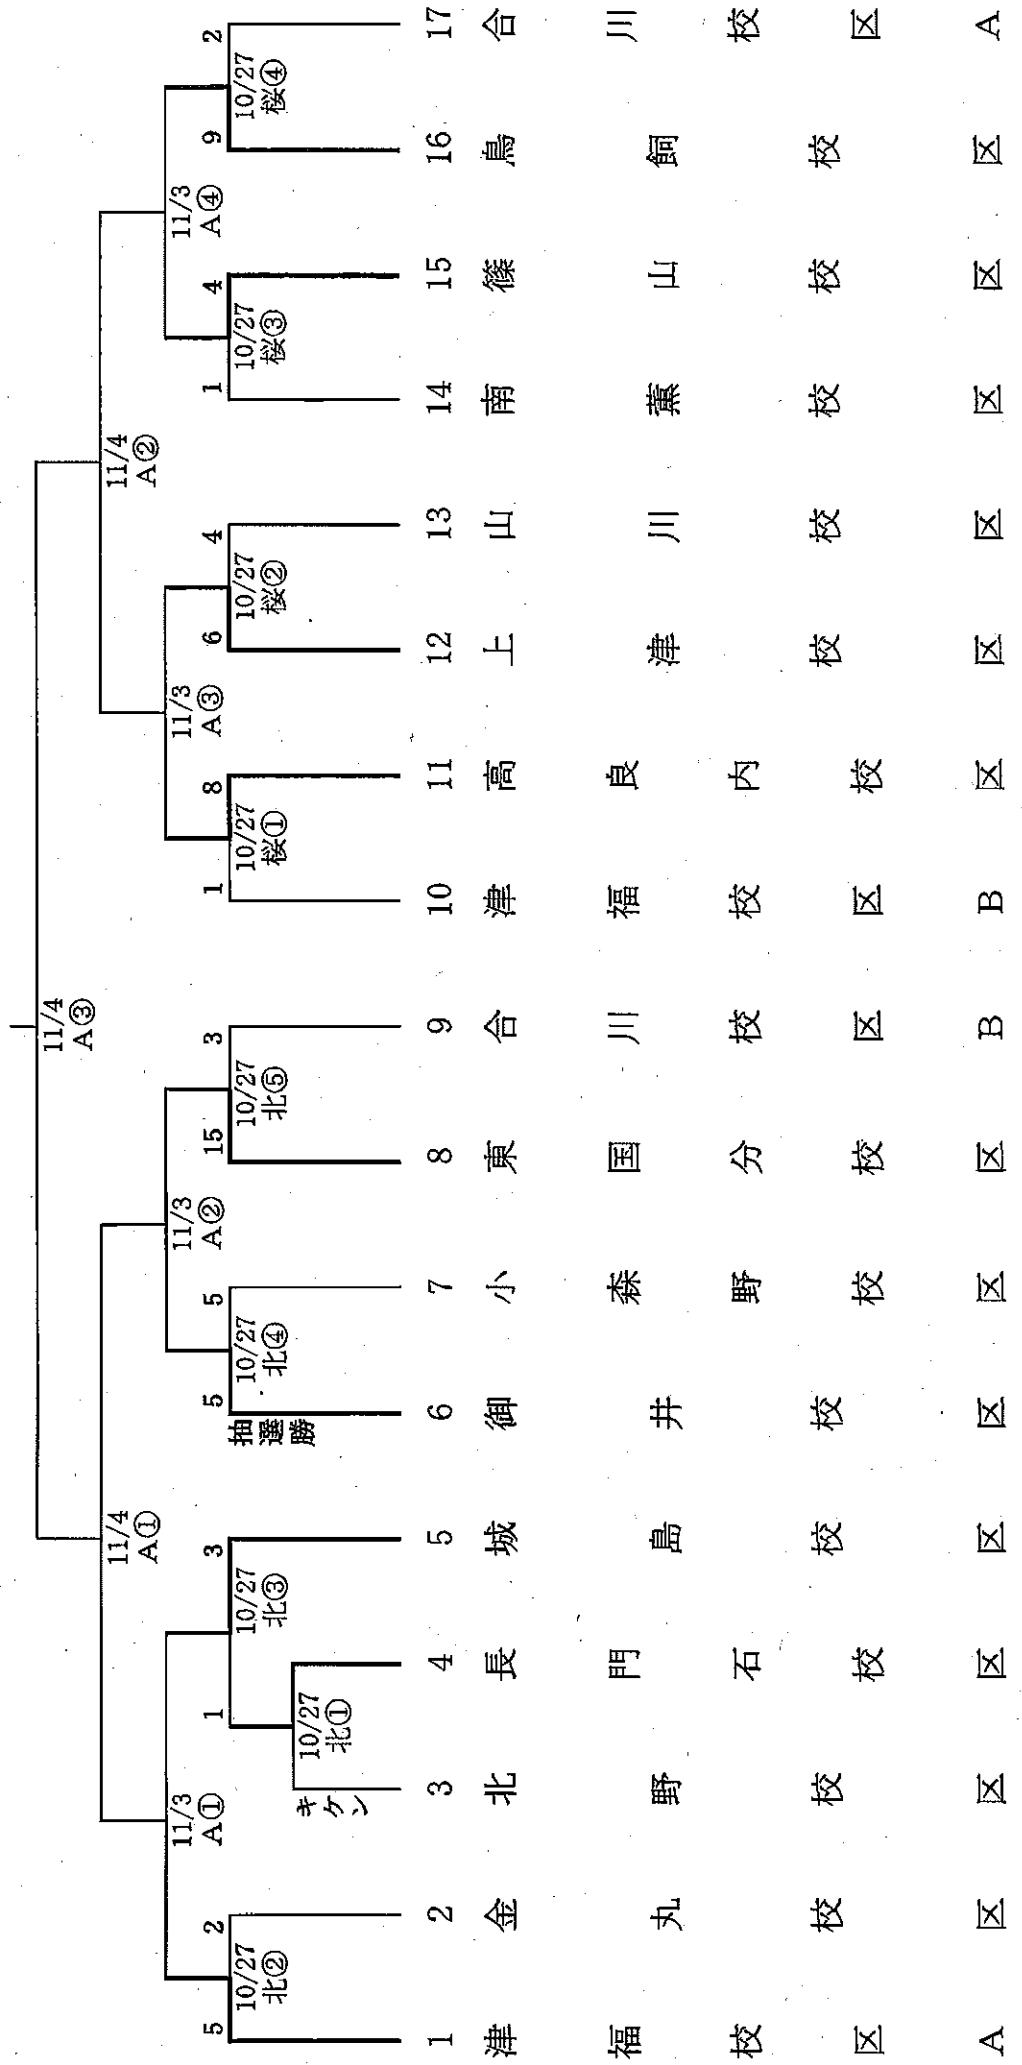 11/4
A③
11/4
A①
11/4
A②
11/3
A①
11/3
A②
11/3
A③
11/3
A④
5
10/27
北②
2
1
10/27
北③
3
キケン
10/27
北①
5
抽選勝
10/27
北④
5
15
10/27
北⑤
3
1
10/27
桜①
8
6
10/27
桜②
4
1
10/27
桜③
4
9
10/27
桜④
2
1 津福校区A
2 金丸校区
3 北野校区
4 長門石校区
5 城島校区
6 御井校区
7 小森野校区
8 東国分校区
9 合川校区B
10 津福校区B
11 高良内校区
12 上津校区
13 山川校区
14 南薫校区
15 篠山校区
16 鳥飼校区
17 合川校区A